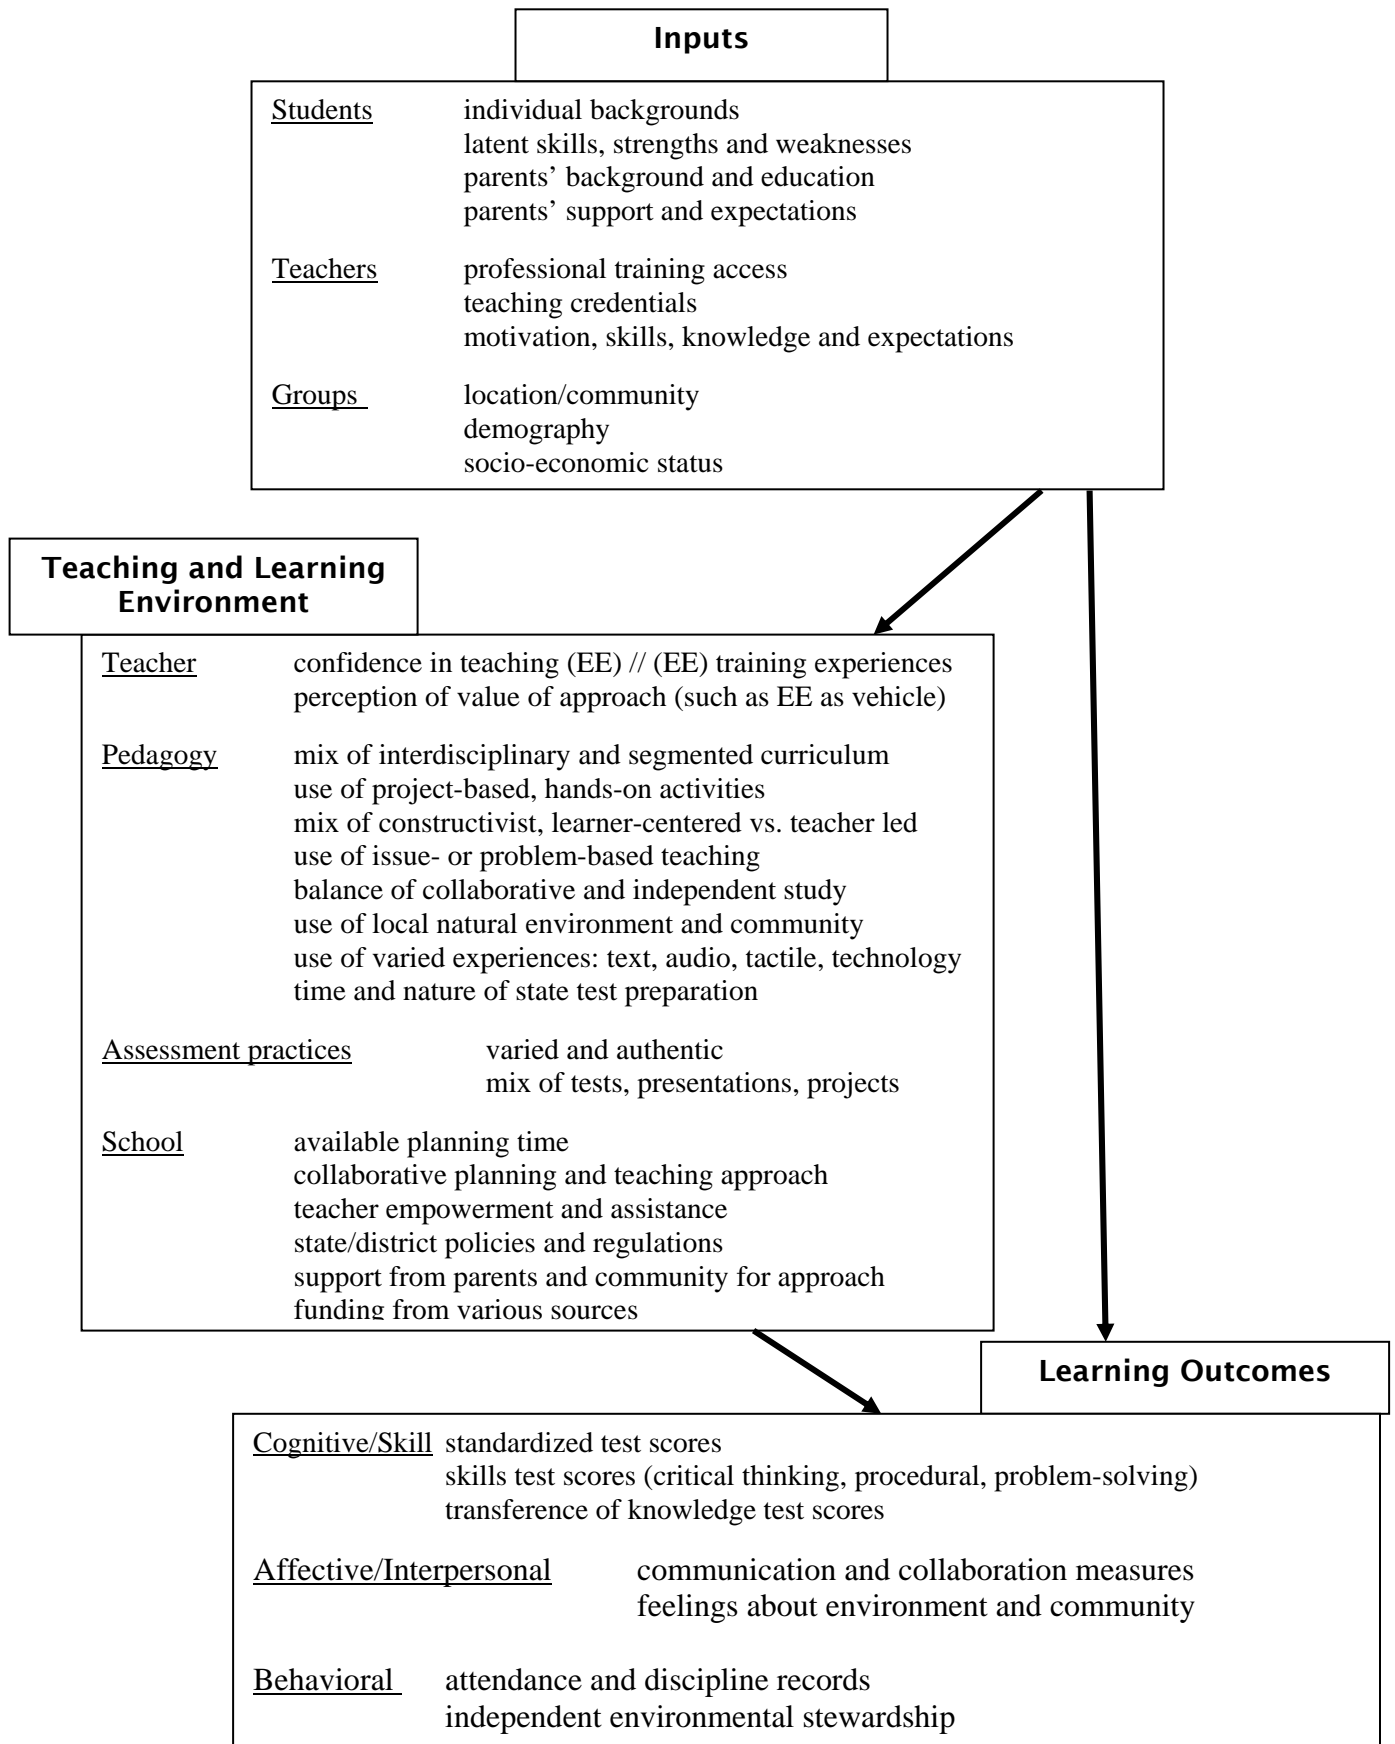 Inputs
Students individual backgrounds
latent skills, strengths and weaknesses
parents’ background and education
parents’ support and expectations
Teachers professional training access
teaching credentials
motivation, skills, knowledge and expectations
Groups location/community
demography
socio-economic status
Teaching and Learning
Environment
Teacher confidence in teaching (EE) // (EE) training experiences
perception of value of approach (such as EE as vehicle)
Pedagogy mix of interdisciplinary and segmented curriculum
use of project-based, hands-on activities
mix of constructivist, learner-centered vs. teacher led
use of issue- or problem-based teaching
balance of collaborative and independent study
use of local natural environment and community
use of varied experiences: text, audio, tactile, technology
time and nature of state test preparation
Assessment practices varied and authentic
mix of tests, presentations, projects
School available planning time
collaborative planning and teaching approach
teacher empowerment and assistance
state/district policies and regulations
support from parents and community for approach
funding from various sources
Learning Outcomes
Cognitive/Skill standardized test scores
skills test scores (critical thinking, procedural, problem-solving)
transference of knowledge test scores
Affective/Interpersonal communication and collaboration measures
feelings about environment and community
Behavioral attendance and discipline records
independent environmental stewardship